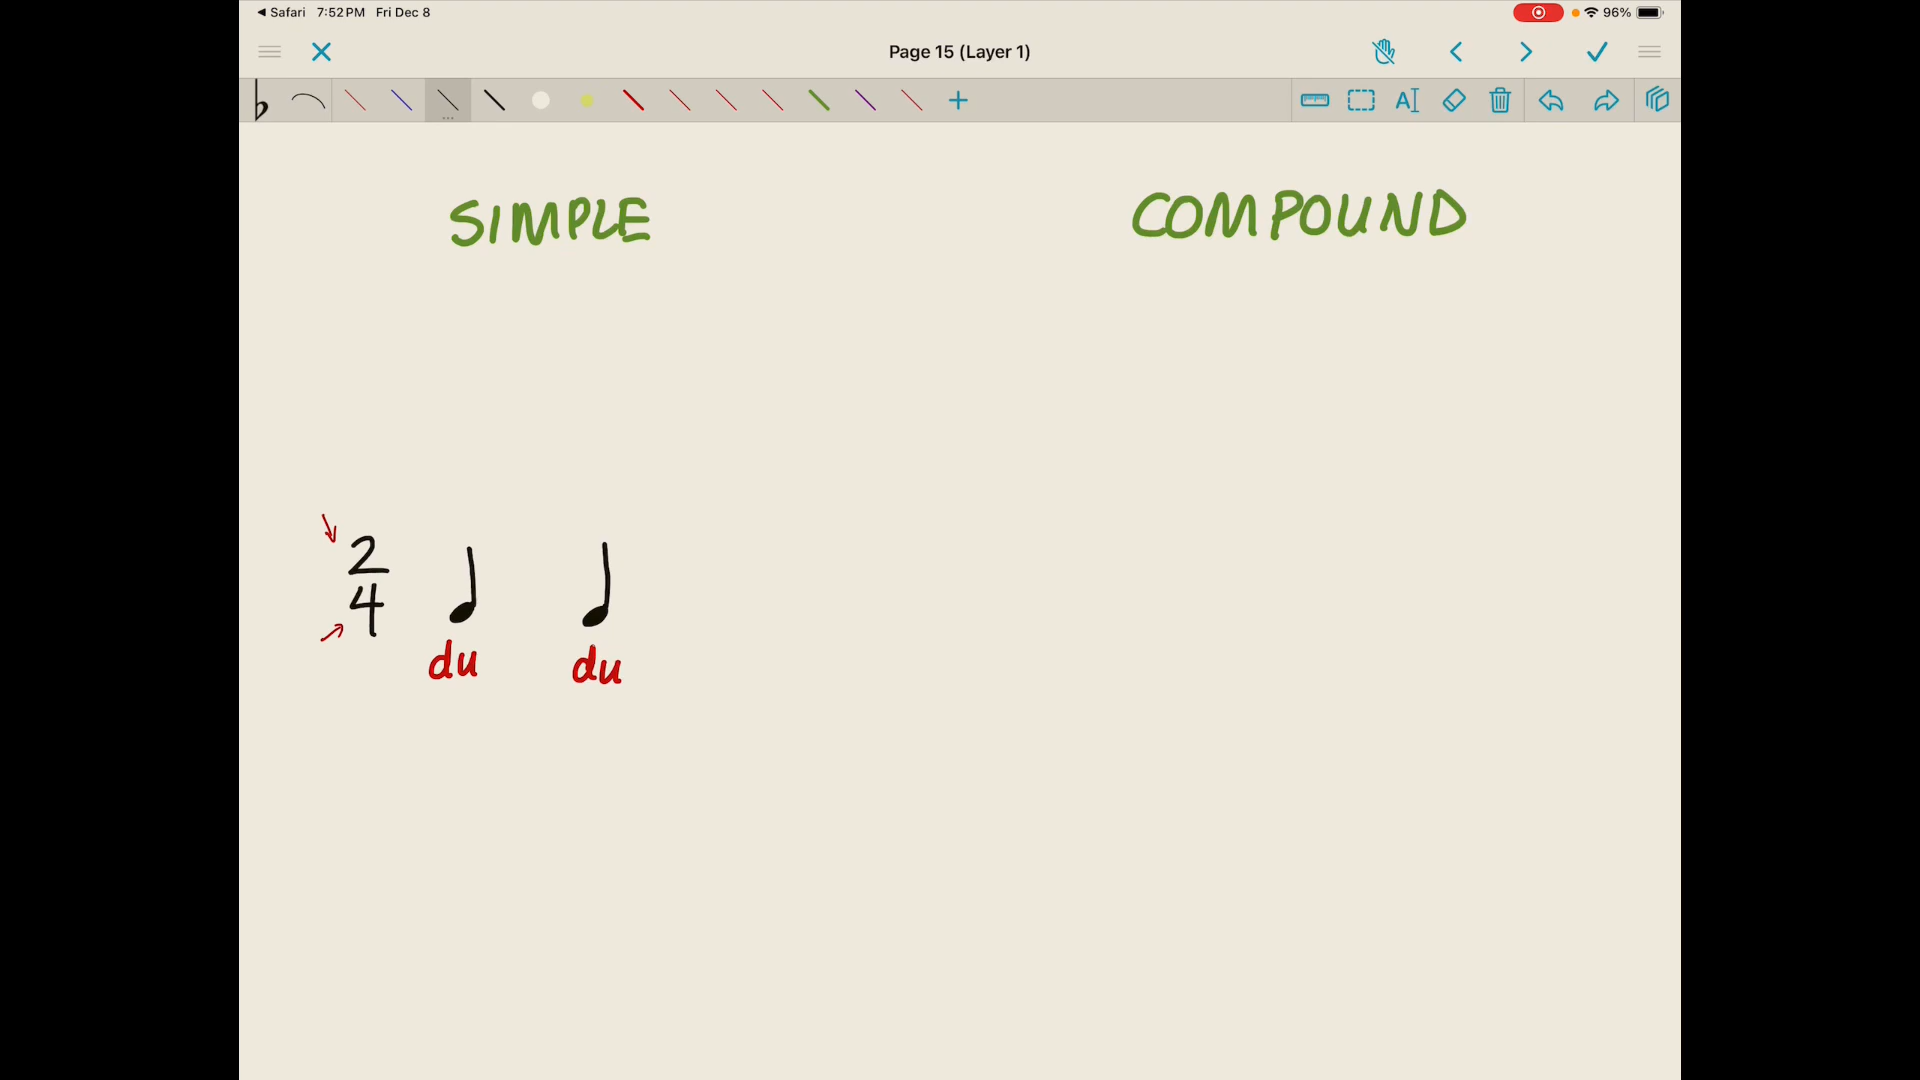 Safari 7:52 PM Fri Dec 8 96%
Page 15 (Layer 1)
A
SIMPLE COMPOUND
2
4
du du